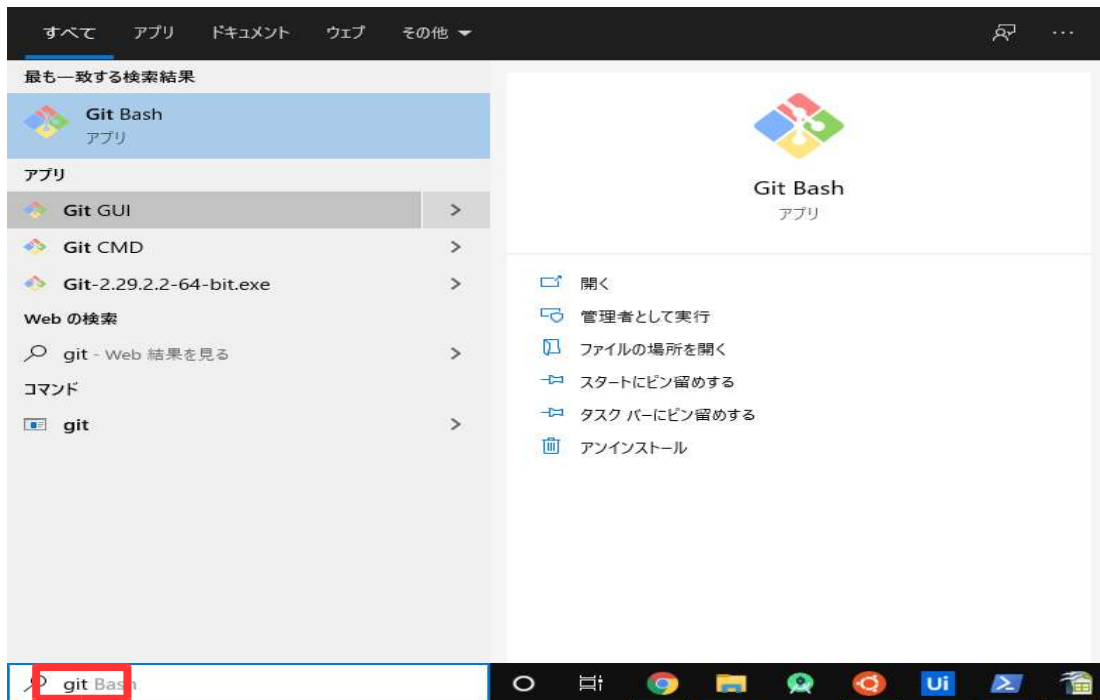 すべて アプリ ドキュメント ウェブ その他
最も一致する検索結果
Git Bash
アプリ
アプリ
Git GUI
Git CMD
Git-2.29.2.2-64-bit.exe
Web の検索
git - Web 結果を見る
コマンド
git
Git Bash
アプリ
開く
管理者として実行
ファイルの場所を開く
スタートにピン留めする
タスク バーにピン留めする
アンインストール
git Bash
Ui